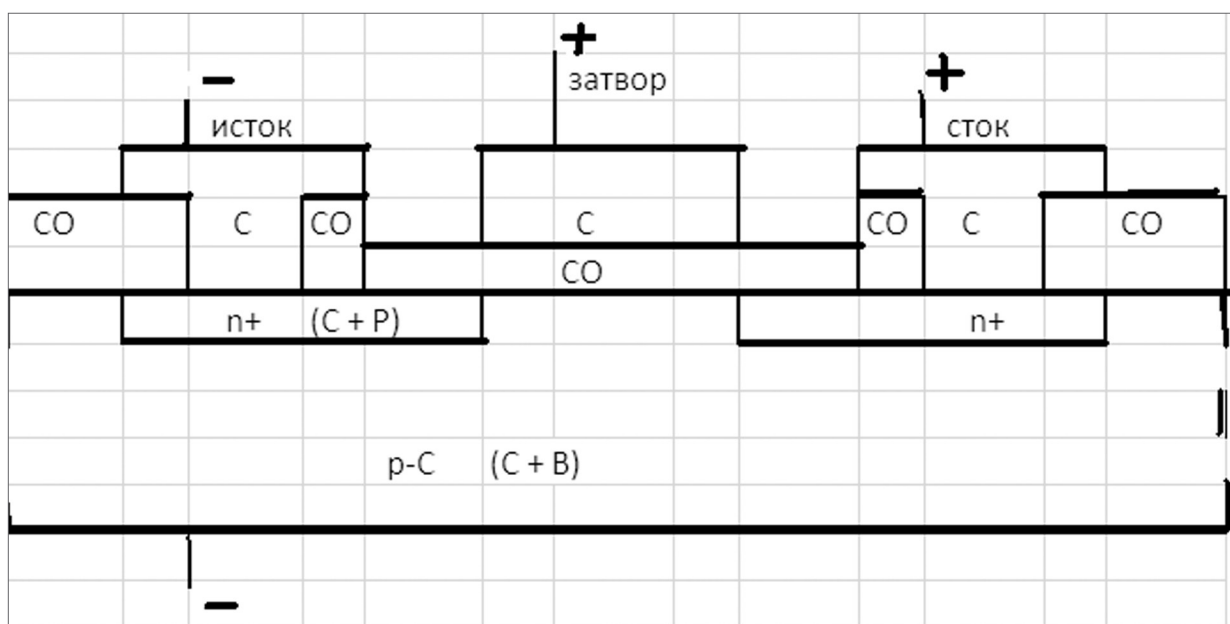 +
− затвор +
исток сток
СО С СО С СО С СО
СО
n+ (С + Р) n+
р-С (С + В)
−